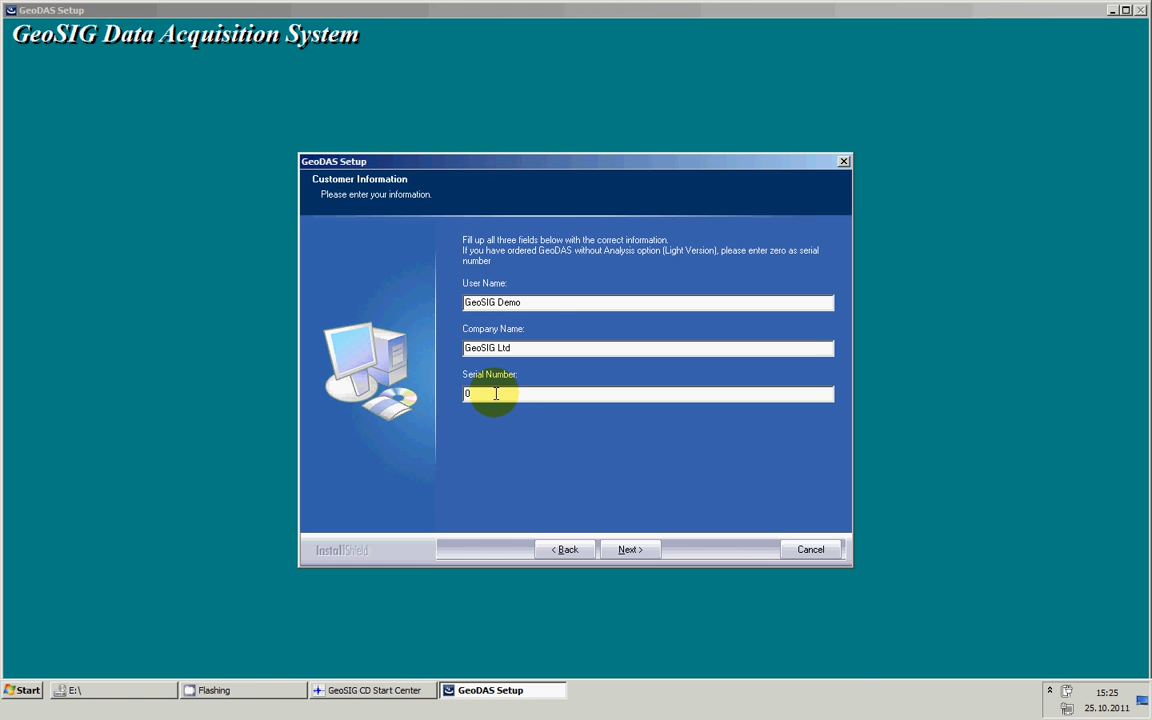 GeoDAS Setup
GeoSIG Data Acquisition System
GeoDAS Setup
Customer Information
Please enter your information.
Fill up all three fields below with the correct information.
If you have ordered GeoDAS without Analysis option (Light Version), please enter zero as serial
number
User Name:
GeoSIG Demo
Company Name:
GeoSIG Ltd
Serial Number:
0
InstallShield
< Back
Next >
Cancel
Start
E:\
Flashing
GeoSIG CD Start Center
GeoDAS Setup
15:25
25.10.2011